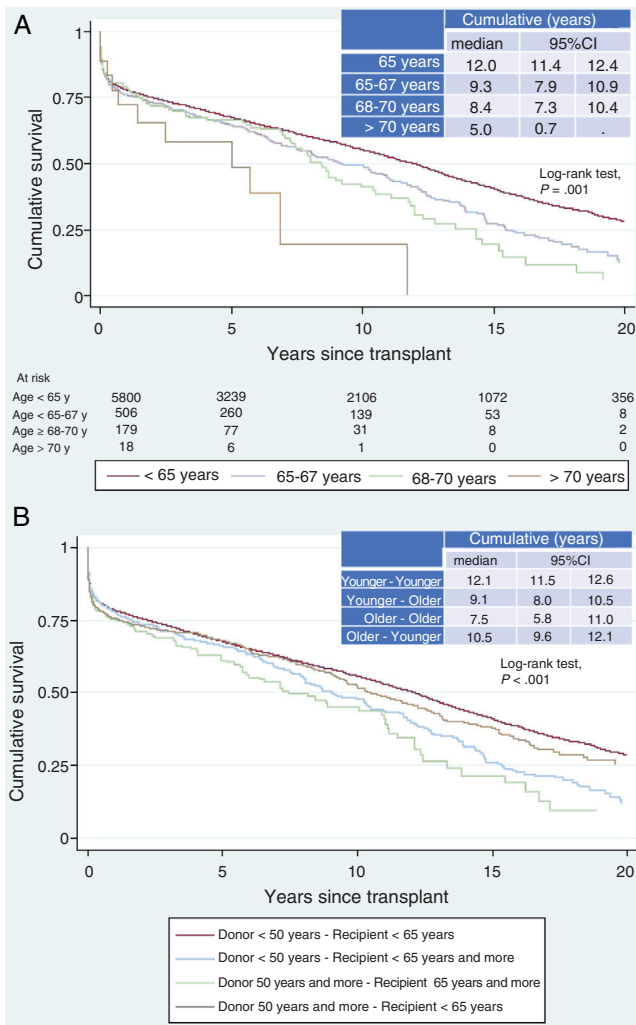 A
Cumulative (years)
median 95%CI
65 years 12.0 11.4 12.4
65-67 years 9.3 7.9 10.9
68-70 years 8.4 7.3 10.4
> 70 years 5.0 0.7 .
Log-rank test,
P = .001
Cumulative survival
1
0.75
0.50
0.25
0
0 5 10 15 20
Years since transplant
At risk
Age < 65 y 5800 3239 2106 1072 356
Age < 65-67 y 506 260 139 53 8
Age ≥ 68-70 y 179 77 31 8 2
Age > 70 y 18 6 1 0 0
< 65 years 65-67 years 68-70 years > 70 years
B
Cumulative (years)
median 95%CI
Younger - Younger 12.1 11.5 12.6
Younger - Older 9.1 8.0 10.5
Older - Older 7.5 5.8 11.0
Older - Younger 10.5 9.6 12.1
Log-rank test,
P < .001
Cumulative survival
1
0.75
0.50
0.25
0
0 5 10 15 20
Years since transplant
Donor < 50 years - Recipient < 65 years
Donor < 50 years - Recipient < 65 years and more
Donor 50 years and more - Recipient 65 years and more
Donor 50 years and more - Recipient < 65 years